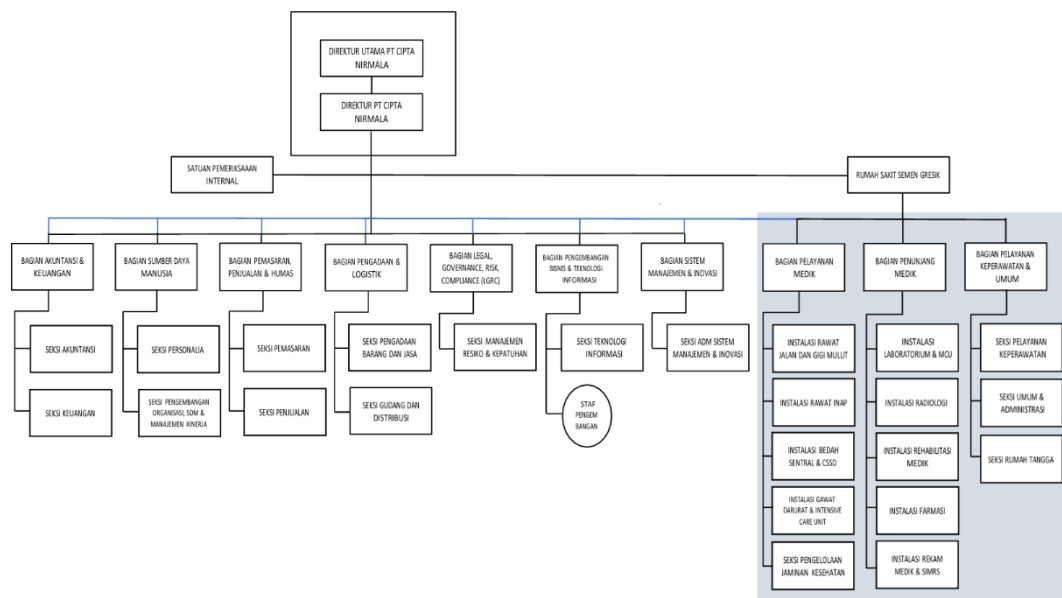 DIREKTUR UTAMA PT CIPTA
NIRMALA
DIREKTUR PT CIPTA
NIRMALA
SATUAN PEMERIKSAAAN
INTERNAL
RUMAH SAKIT SEMEN GRESIK
BAGIAN AKUNTANSI &
KEUANGAN
BAGIAN SUMBER DAYA
MANUSIA
BAGIAN PEMASARAN,
PENJUALAN & HUMAS
BAGIAN PENGADAAN &
LOGISTIK
BAGIAN LEGAL,
GOVERNANCE, RISK,
COMPLIANCE (LGRC)
BAGIAN PENGEMBANGAN
BISNIS & TEKNOLOGI
INFORMASI
BAGIAN SISTEM
MANAJEMEN & INOVASI
BAGIAN PELAYANAN
MEDIK
BAGIAN PENUNJANG
MEDIK
BAGIAN PELAYANAN
KEPERAWATAN &
UMUM
SEKSI AKUNTANSI
SEKSI KEUANGAN
SEKSI PERSONALIA
SEKSI PENGEMBANGAN
ORGANISASI, SDM &
MANAJEMEN KINERJA
SEKSI PEMASARAN
SEKSI PENJUALAN
SEKSI PENGADAAN
BARANG DAN JASA
SEKSI GUDANG DAN
DISTRIBUSI
SEKSI MANAJEMEN
RESIKO & KEPATUHAN
SEKSI TEKNOLOGI
INFORMASI
STAF
PENGEM
BANGAN
SEKSI ADM SISTEM
MANAJEMEN & INOVASI
INSTALASI RAWAT
JALAN DAN GIGI MULUT
INSTALASI RAWAT INAP
INSTALASI BEDAH
SENTRAL & CSSD
INSTALASI GAWAT
DARURAT & INTENSIVE
CARE UNIT
SEKSI PENGELOLAAN
JAMINAN KESEHATAN
INSTALASI
LABORATORIUM & MCU
INSTALASI RADIOLOGI
INSTALASI REHABILITASI
MEDIK
INSTALASI FARMASI
INSTALASI REKAM
MEDIK & SIMRS
SEKSI PELAYANAN
KEPERAWATAN
SEKSI UMUM &
ADMINISTRASI
SEKSI RUMAH TANGGA